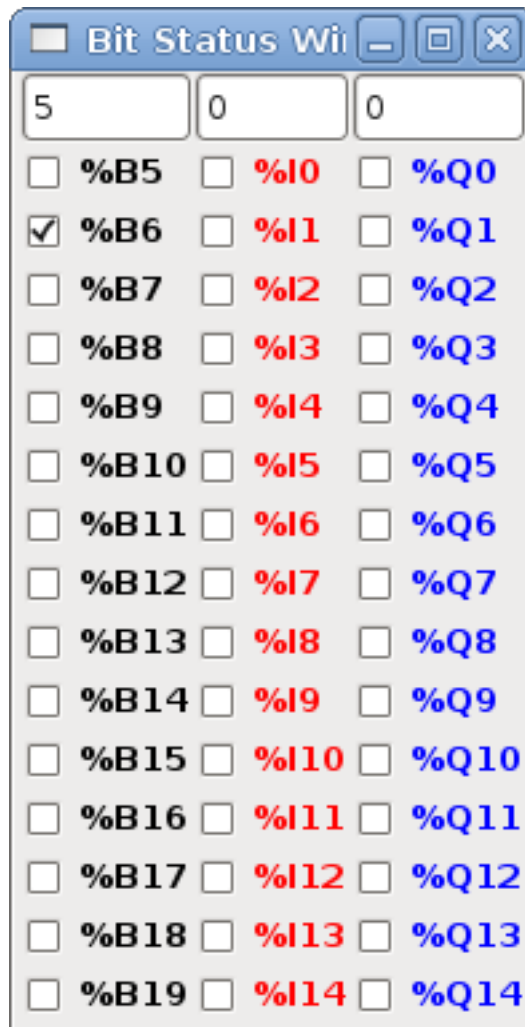 Bit Status Wi
5 0 0
%B5 %I0 %Q0
%B6 %I1 %Q1
%B7 %I2 %Q2
%B8 %I3 %Q3
%B9 %I4 %Q4
%B10 %I5 %Q5
%B11 %I6 %Q6
%B12 %I7 %Q7
%B13 %I8 %Q8
%B14 %I9 %Q9
%B15 %I10 %Q10
%B16 %I11 %Q11
%B17 %I12 %Q12
%B18 %I13 %Q13
%B19 %I14 %Q14